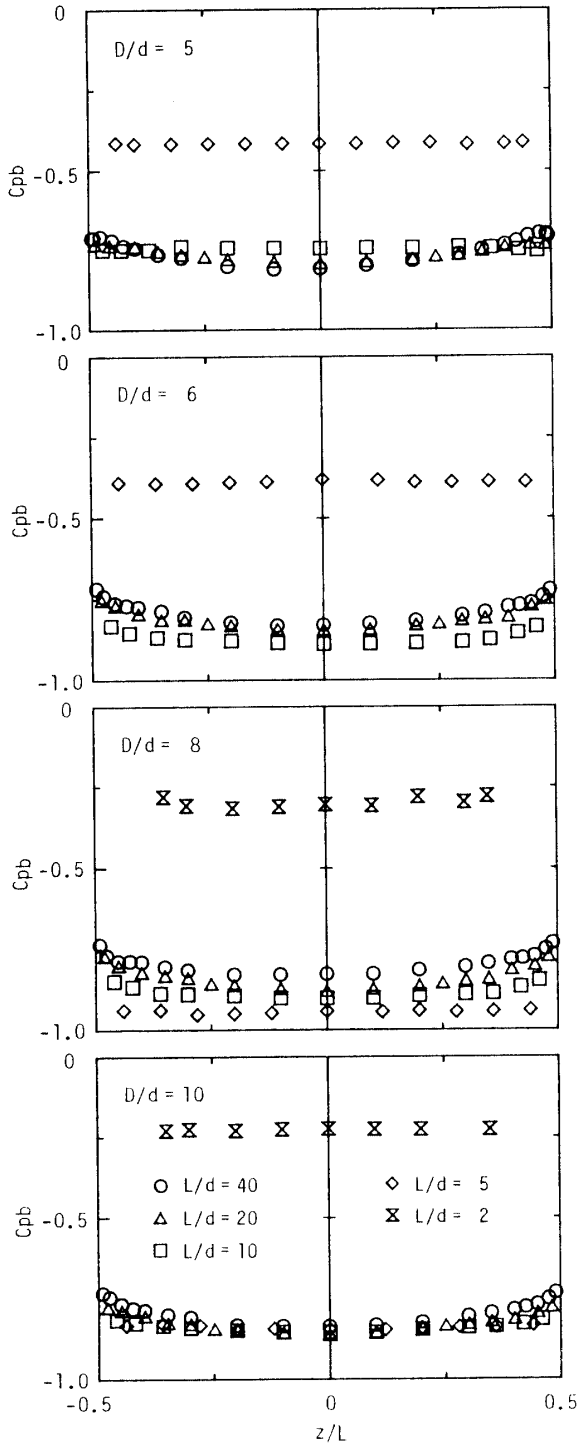 0
D/d = 5
Cpb
-0.5
-1.0
0
D/d = 6
Cpb
-0.5
-1.0
0
D/d = 8
Cpb
-0.5
-1.0
0
D/d = 10
L/d = 40
L/d = 5
L/d = 20
L/d = 2
L/d = 10
Cpb
-0.5
-1.0
-0.5
0
0.5
z/L